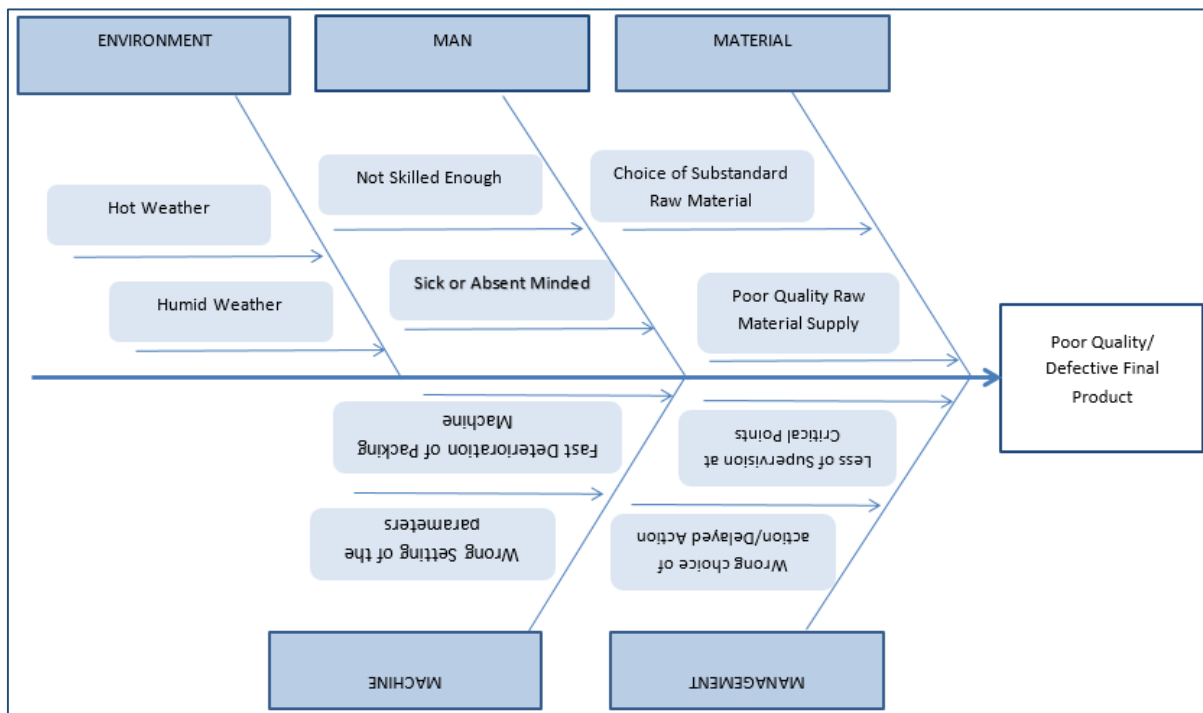 ENVIRONMENT
MAN
MATERIAL
Not Skilled Enough
Choice of Substandard
Raw Material
Hot Weather
Sick or Absent Minded
Humid Weather
Poor Quality Raw
Material Supply
Poor Quality/
Defective Final
Product
Fast Deterioration of Packing
Machine
Less of Supervision at
Critical Points
Wrong Setting of the
parameters
Wrong choice of
action/Delayed Action
MACHINE
MANAGEMENT